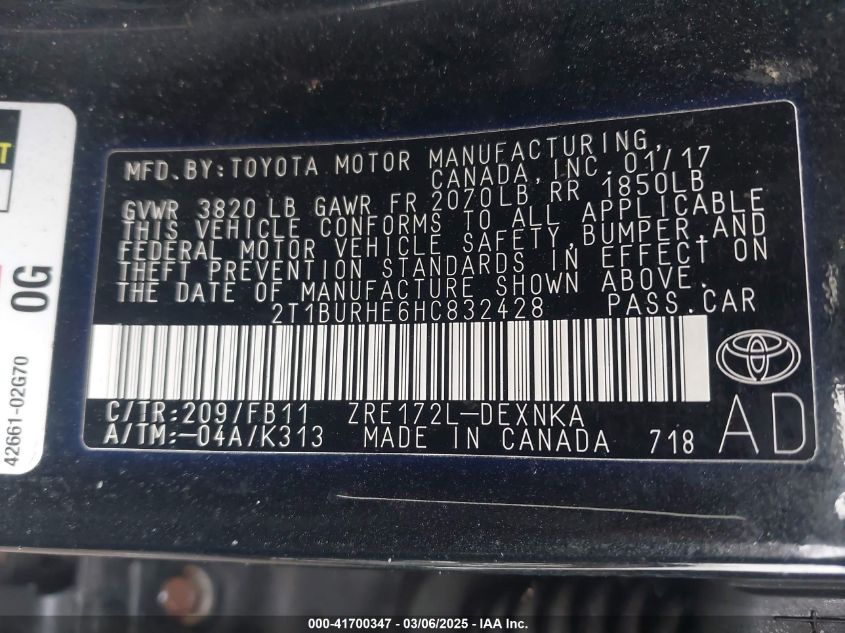 MFD. BY: TOYOTA MOTOR MANUFACTURING,
CANADA, INC. 01/17
GVWR 3820 LB GAWR FR 2070LB RR 1850LB
THIS VEHICLE CONFORMS TO ALL APPLICABLE
FEDERAL MOTOR VEHICLE SAFETY, BUMPER, AND
THEFT PREVENTION STANDARDS IN EFFECT ON
THE DATE OF MANUFACTURE SHOWN ABOVE.
2T1BURHE6HC832428 PASS. CAR
C/TR: 209/FB11 ZRE172L-DEXNKA
A/TM: -04A/K313 MADE IN CANADA 718
AD
T
0G
42661-02G70
000-41700347 - 03/06/2025 - IAA Inc.